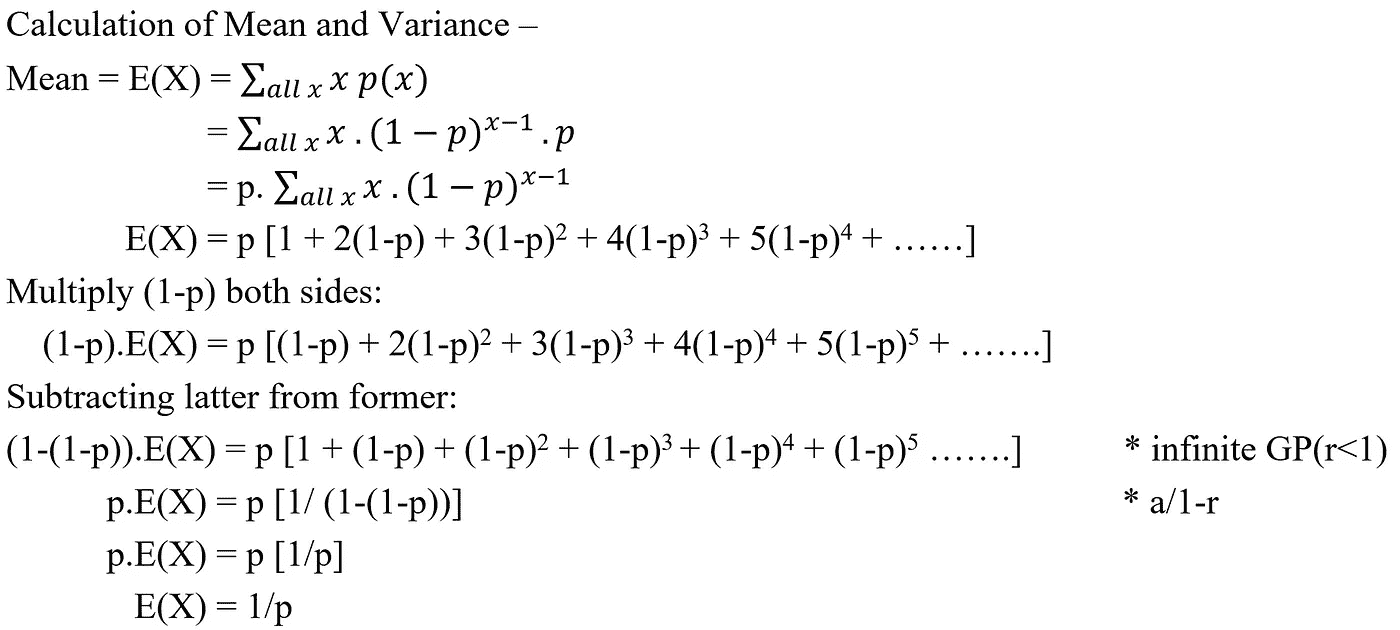 Calculation of Mean and Variance –
Mean = E(X) = ∑all x x p(x)
= ∑all x x . (1 − p)^x−1 . p
= p. ∑all x x . (1 − p)^x−1
E(X) = p [1 + 2(1-p) + 3(1-p)² + 4(1-p)³ + 5(1-p)⁴ + ……]
Multiply (1-p) both sides:
(1-p).E(X) = p [(1-p) + 2(1-p)² + 3(1-p)³ + 4(1-p)⁴ + 5(1-p)⁵ + …….]
Subtracting latter from former:
(1-(1-p)).E(X) = p [1 + (1-p) + (1-p)² + (1-p)³ + (1-p)⁴ + (1-p)⁵ …….] * infinite GP(r<1)
p.E(X) = p [1/ (1-(1-p))] * a/1-r
p.E(X) = p [1/p]
E(X) = 1/p